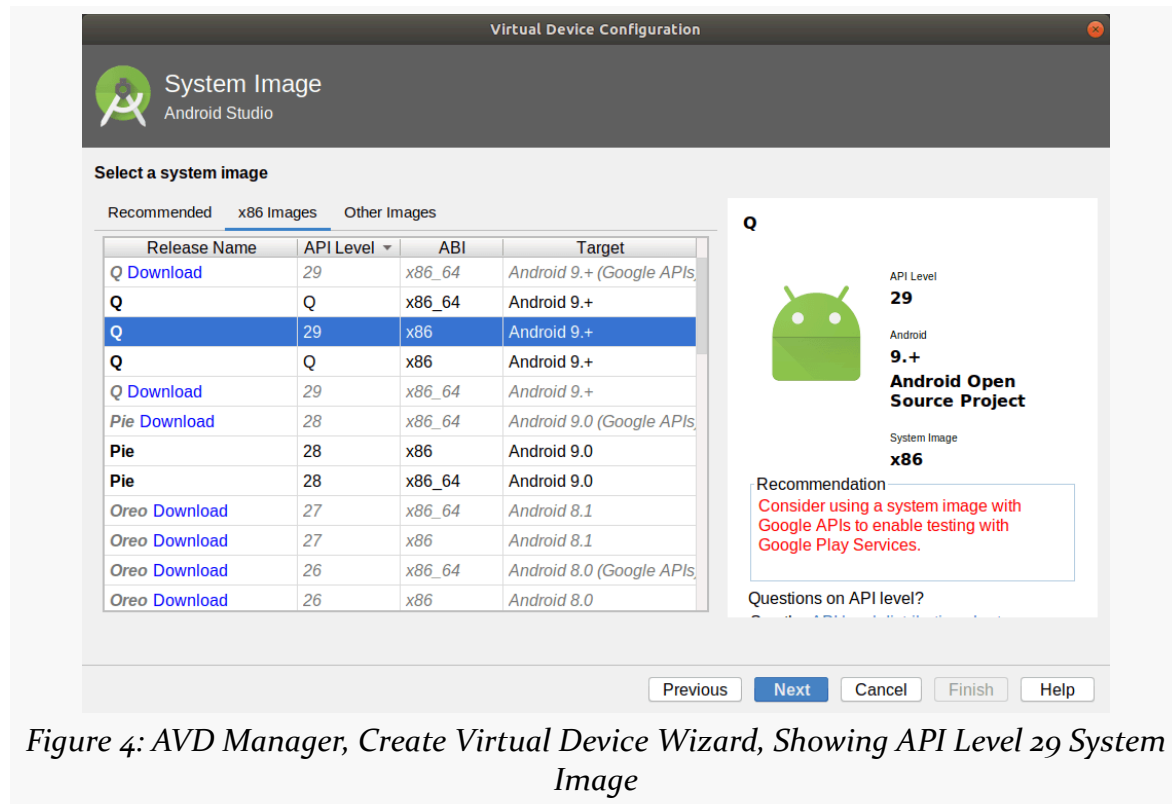 Virtual Device Configuration
System Image
Android Studio
Select a system image
Recommended x86 Images Other Images
Release Name API Level ABI Target
Q Download 29 x86_64 Android 9.+ (Google APIs
Q Q x86_64 Android 9.+
Q 29 x86 Android 9.+
Q Q x86 Android 9.+
Q Download 29 x86_64 Android 9.+
Pie Download 28 x86_64 Android 9.0 (Google APIs
Pie 28 x86 Android 9.0
Pie 28 x86_64 Android 9.0
Oreo Download 27 x86_64 Android 8.1
Oreo Download 27 x86 Android 8.1
Oreo Download 26 x86_64 Android 8.0 (Google APIs
Oreo Download 26 x86 Android 8.0
Q
API Level
29
Android
9.+
Android Open
Source Project
System Image
x86
Recommendation
Consider using a system image with
Google APIs to enable testing with
Google Play Services.
Questions on API level?
Previous Next Cancel Finish Help
Figure 4: AVD Manager, Create Virtual Device Wizard, Showing API Level 29 System
Image